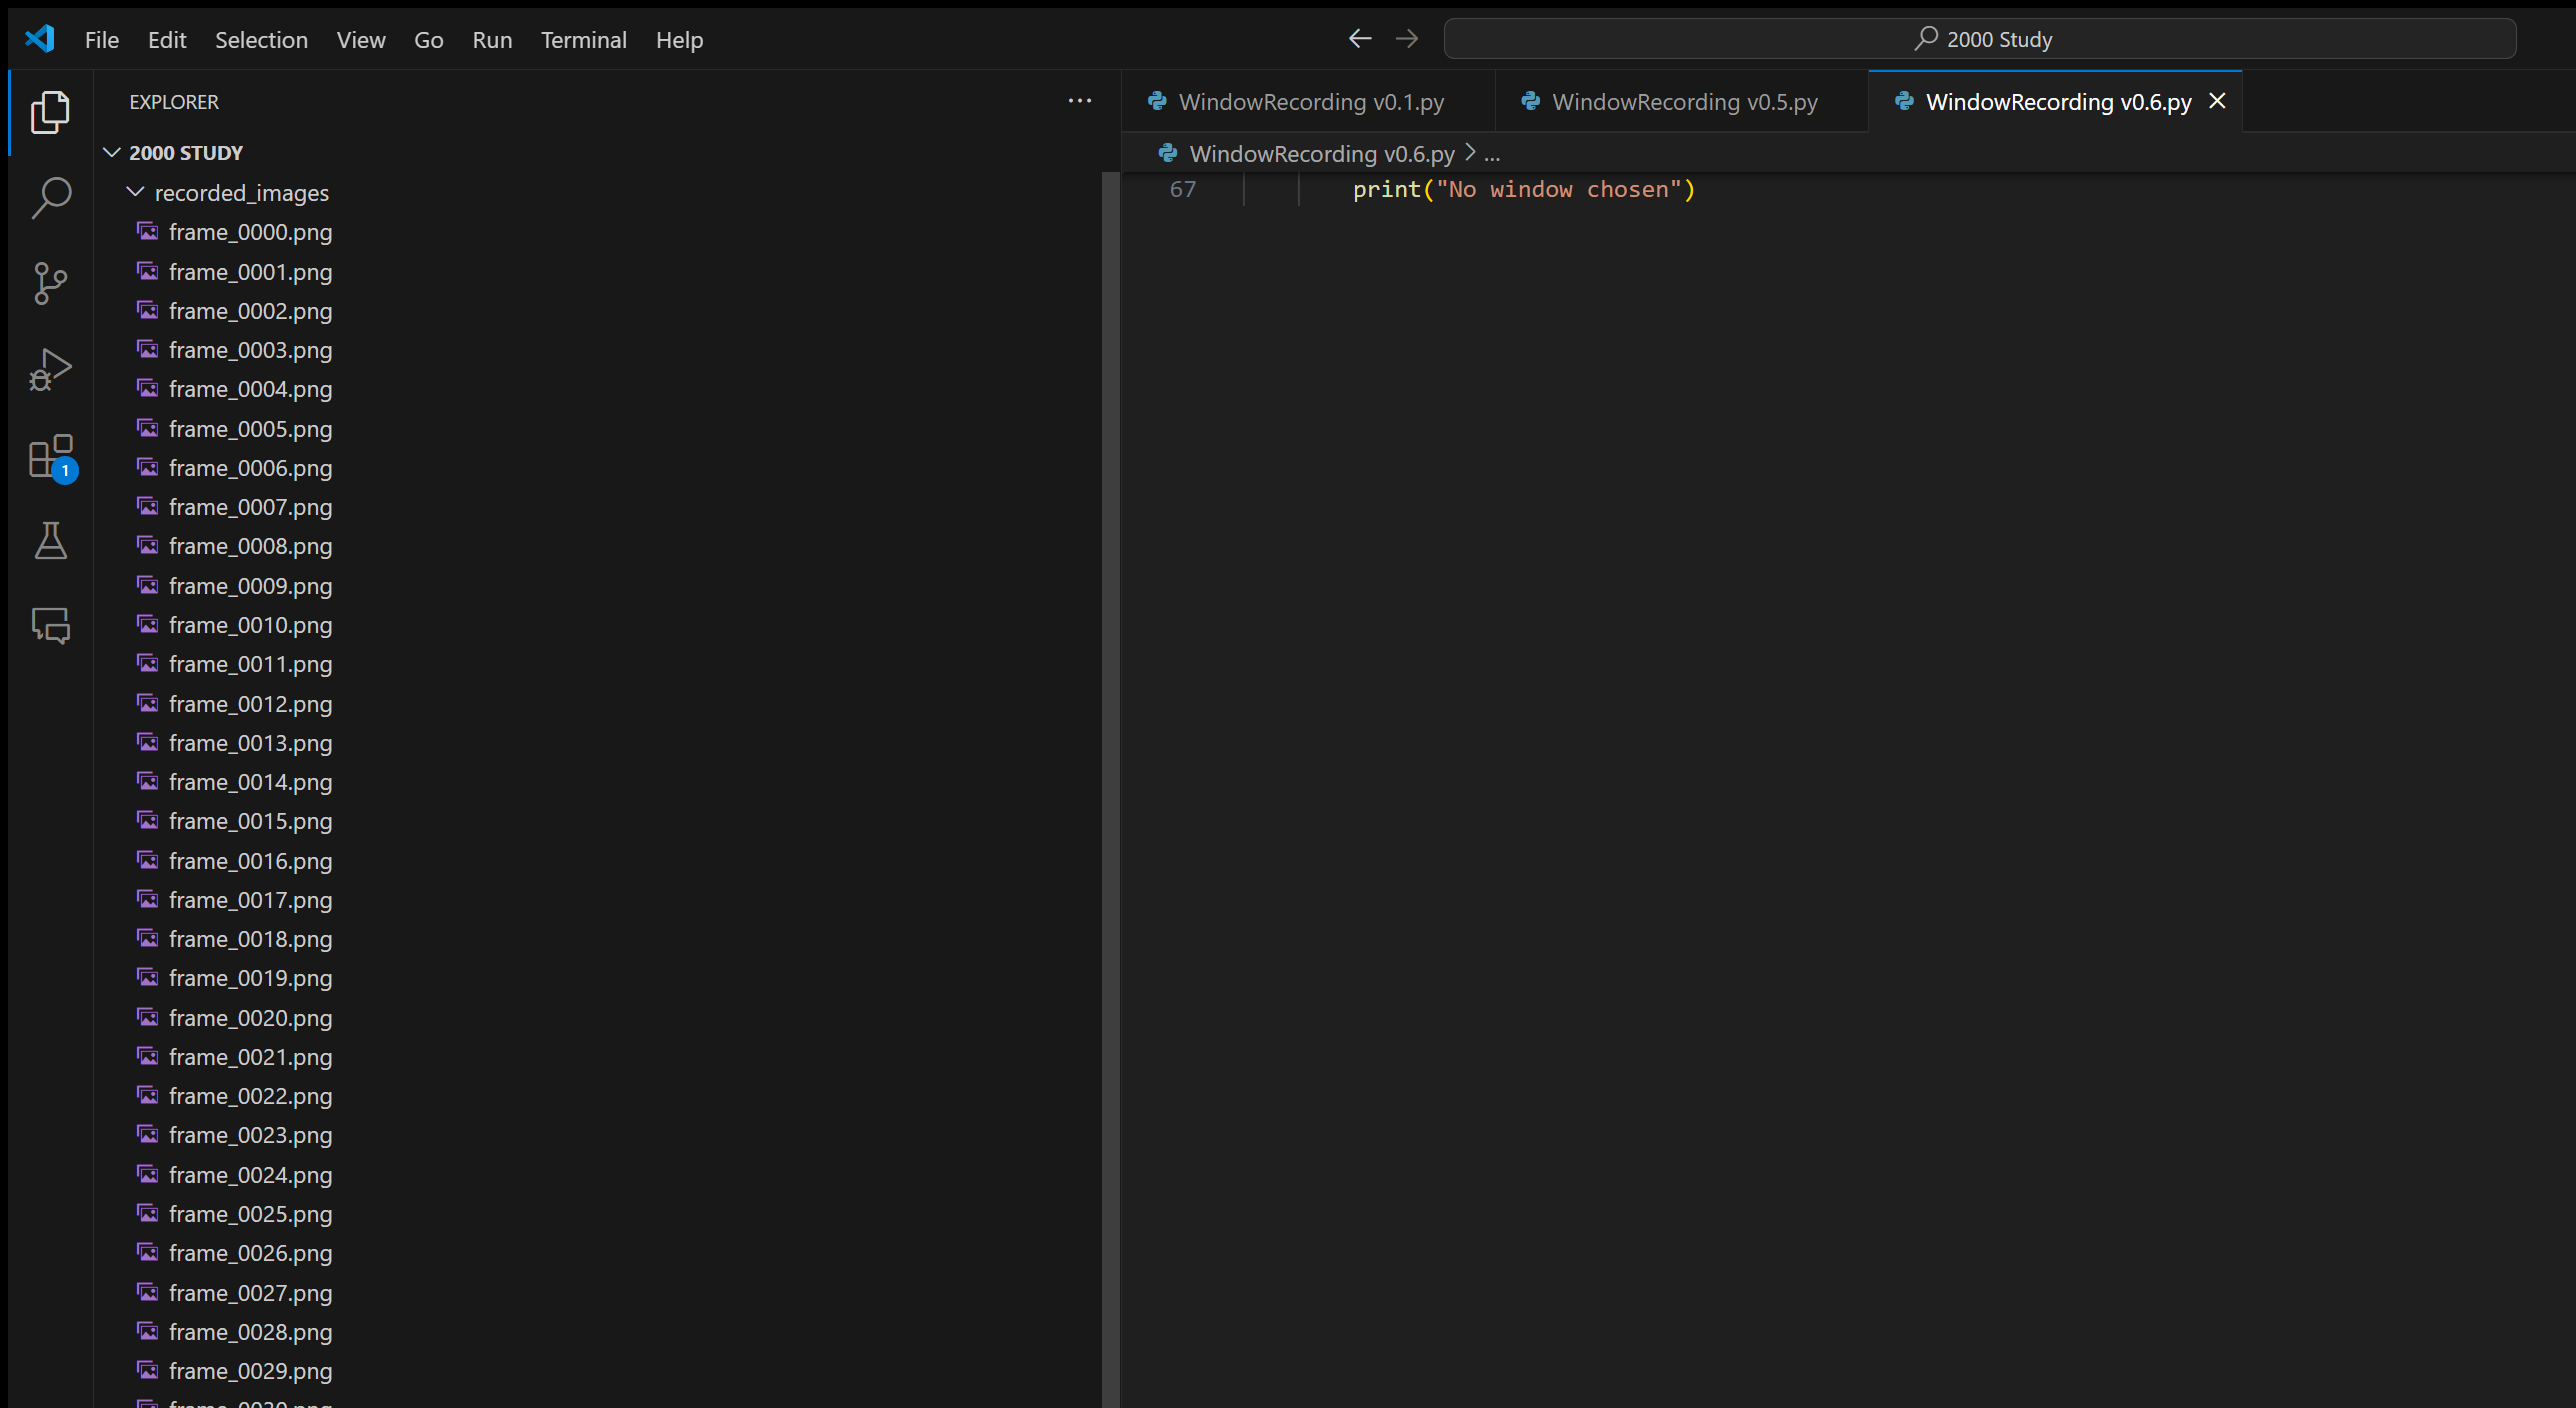 File Edit Selection View Go Run Terminal Help
2000 Study
EXPLORER
2000 STUDY
recorded_images
frame_0000.png
frame_0001.png
frame_0002.png
frame_0003.png
frame_0004.png
frame_0005.png
frame_0006.png
frame_0007.png
frame_0008.png
frame_0009.png
frame_0010.png
frame_0011.png
frame_0012.png
frame_0013.png
frame_0014.png
frame_0015.png
frame_0016.png
frame_0017.png
frame_0018.png
frame_0019.png
frame_0020.png
frame_0021.png
frame_0022.png
frame_0023.png
frame_0024.png
frame_0025.png
frame_0026.png
frame_0027.png
frame_0028.png
frame_0029.png
frame_0030.png
1
WindowRecording v0.1.py
WindowRecording v0.5.py
WindowRecording v0.6.py
WindowRecording v0.6.py > ...
67 print("No window chosen")